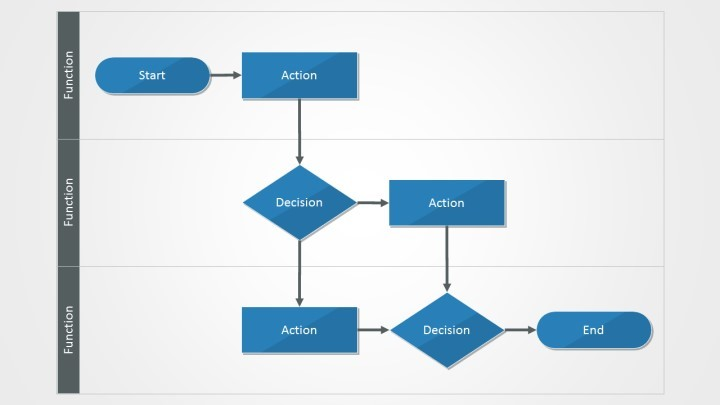 Function
Start
Action
Function
Decision
Action
Function
Action
Decision
End